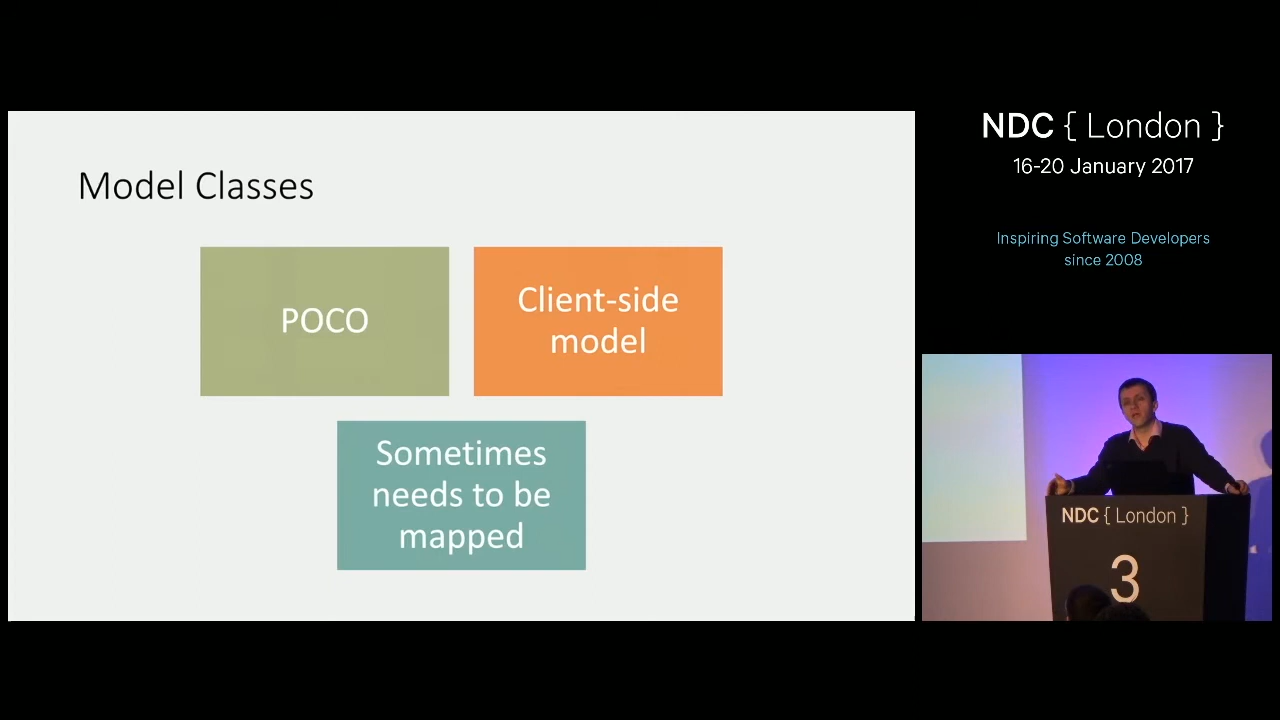 Model Classes
POCO
Client-side
model
Sometimes
needs to be
mapped
NDC { London }
16-20 January 2017
Inspiring Software Developers
since 2008
NDC { London }
3